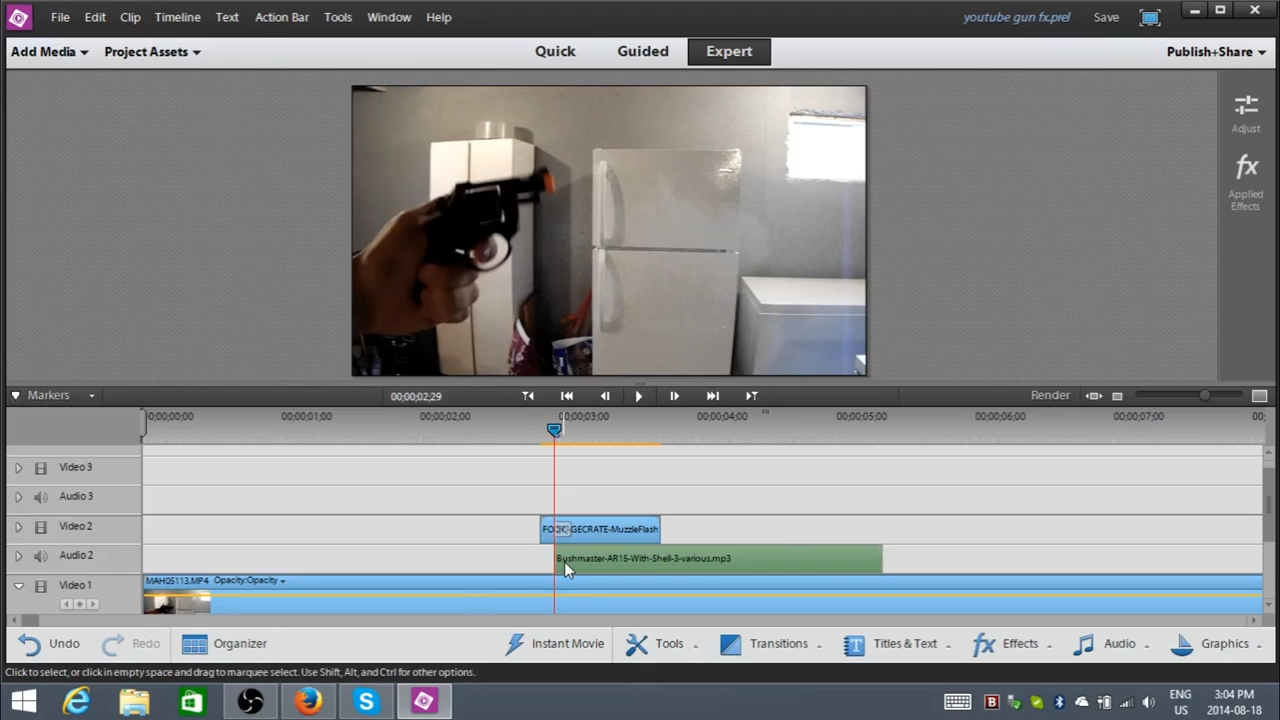 File Edit Clip Timeline Text Action Bar Tools Window Help youtube gun fx.prel Save
Add Media Project Assets Quick Guided Expert Publish+Share
Adjust
fx
Applied
Effects
Markers 00;00;02;29 Render
0;00;00;00 00;00;01;00 00;00;02;00 00;00;03;00 00;00;04;00 00;00;05;00 00;00;06;00 00;00;07;00 00;
Video 3
Audio 3
Video 2
Audio 2 Bushmaster-AR15-With-Shell-3-various.mp3
Video 1 MAH05113.MP4 Opacity:Opacity
Undo Redo Organizer Instant Movie Tools Transitions T Titles & Text fx Effects Audio Graphics
Click to select, or click in empty space and drag to marquee select. Use Shift, Alt, and Ctrl for other options.
ENG 3:04 PM
US 2014-08-18